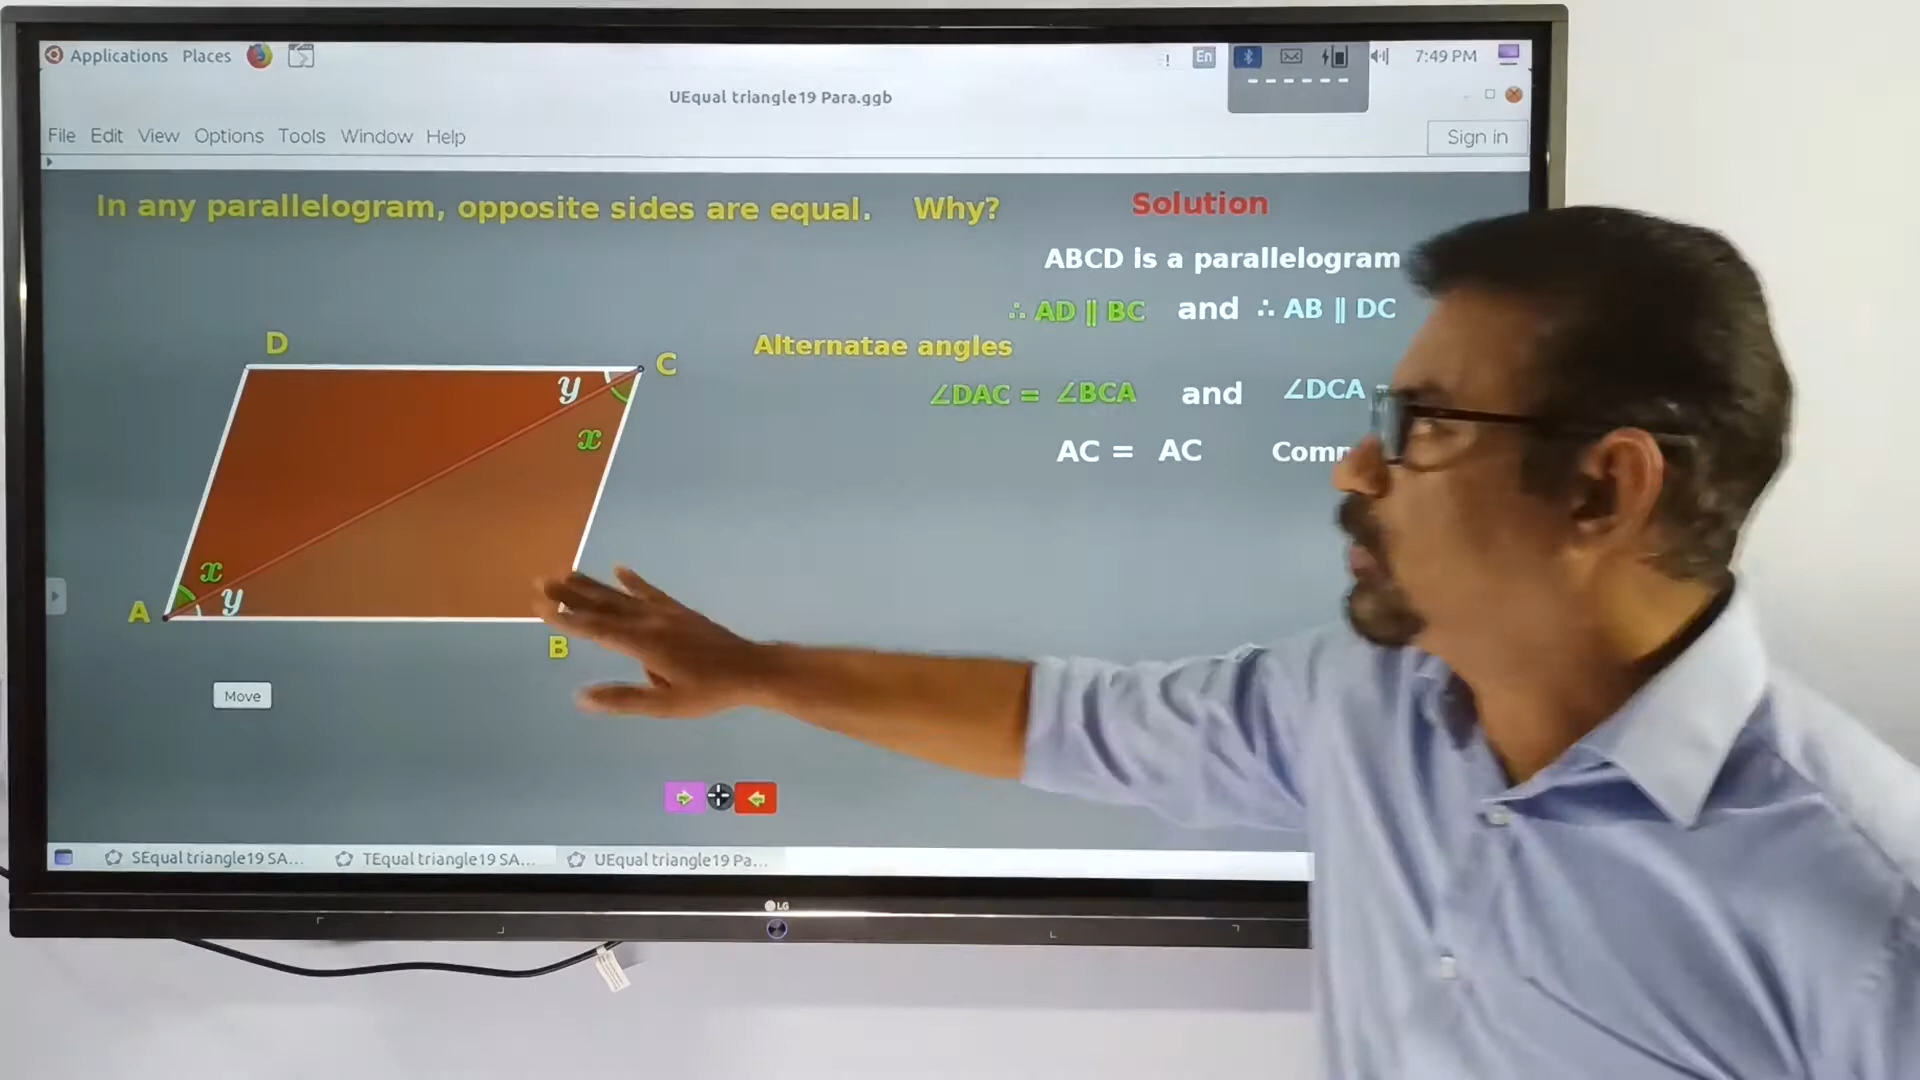 Applications Places
En
7:49 PM
UEqual triangle19 Para.ggb
File Edit View Options Tools Window Help
Sign in
In any parallelogram, opposite sides are equal. Why?
Solution
ABCD is a parallelogram
∴ AD ∥ BC and ∴ AB ∥ DC
Alternatae angles
∠DAC = ∠BCA and ∠DCA =
AC = AC
D
C
y
x
x
y
A
B
Move
SEqual triangle19 SA... TEqual triangle19 SA... UEqual triangle19 Pa...
LG